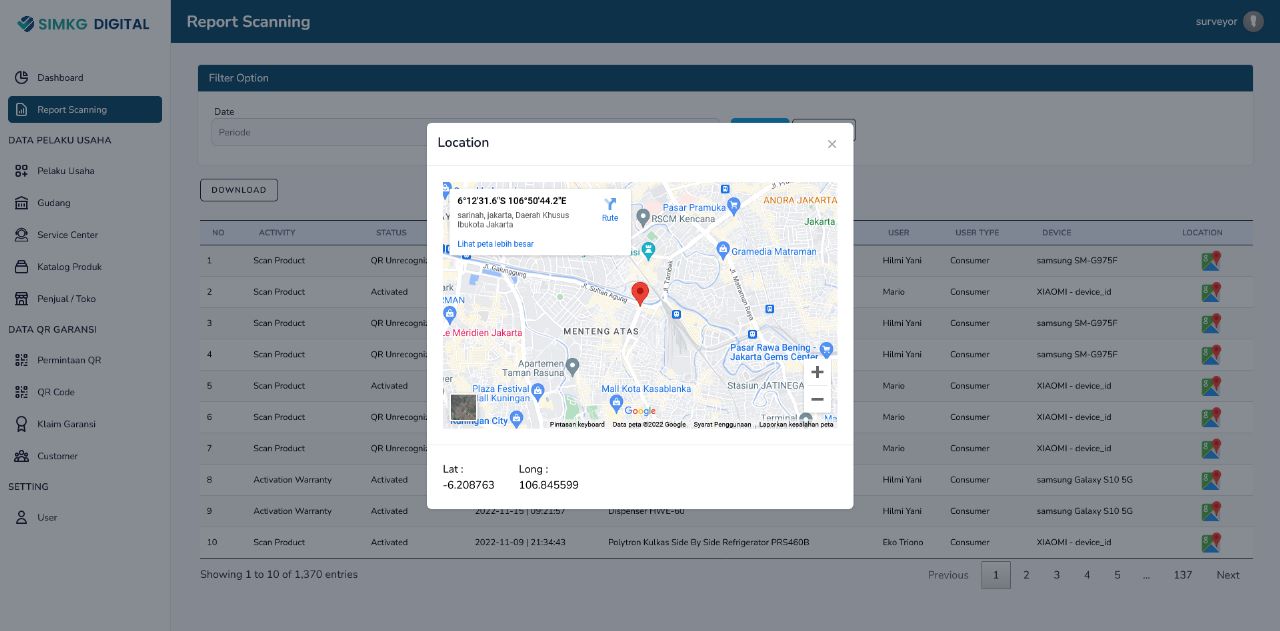 SIMKG DIGITAL
Report Scanning
surveyor
Dashboard
Report Scanning
DATA PELAKU USAHA
Pelaku Usaha
Gudang
Service Center
Katalog Produk
Penjual / Toko
DATA QR GARANSI
Permintaan QR
QR Code
Klaim Garansi
Customer
SETTING
User
Filter Option
Date
Periode
DOWNLOAD
Location
6°12'31.6"S 106°50'44.2"E
sarinah, jakarta, Daerah Khusus
Ibukota Jakarta
Rute
Lihat peta lebih besar
Pasar Pramuka
RSCM Kencana
ANORA JAKARTA
Jakarta
Gramedia Matraman
Jl. Galunggung
Jl. Sultan Agung
Jl. Tambak
Jl. Matraman Raya
MENTENG ATAS
Le Méridien Jakarta
Apartemen
Taman Rasuna
Pasar Rawa Bening -
Jakarta Gems Center
Plaza Festival
Mall Kuningan
Mall Kota Kasablanka
Stasiun JATINEGA
Kuningan City
Google
Terminal
Pintasan keyboard Data peta ©2022 Google Syarat Penggunaan Laporkan kesalahan peta
Lat : Long :
-6.208763 106.845599
NO ACTIVITY STATUS USER USER TYPE DEVICE LOCATION
1 Scan Product QR Unrecogni Hilmi Yani Consumer samsung SM-G975F
2 Scan Product Activated Mario Consumer XIAOMI - device_id
3 Scan Product QR Unrecogniz Hilmi Yani Consumer samsung SM-G975F
4 Scan Product QR Unrecogniz Hilmi Yani Consumer samsung SM-G975F
5 Scan Product Activated Mario Consumer XIAOMI - device_id
6 Scan Product QR Unrecogniz Mario Consumer XIAOMI - device_id
7 Scan Product QR Unrecogniz Mario Consumer XIAOMI - device_id
8 Activation Warranty Activated Hilmi Yani Consumer samsung Galaxy S10 5G
9 Activation Warranty Activated 2022-11-15 | 09:21:57 Dispenser HWE-60 Hilmi Yani Consumer samsung Galaxy S10 5G
10 Scan Product Activated 2022-11-09 | 21:34:43 Polytron Kulkas Side By Side Refrigerator PRS460B Eko Triono Consumer XIAOMI - device_id
Showing 1 to 10 of 1,370 entries
Previous 1 2 3 4 5 ... 137 Next